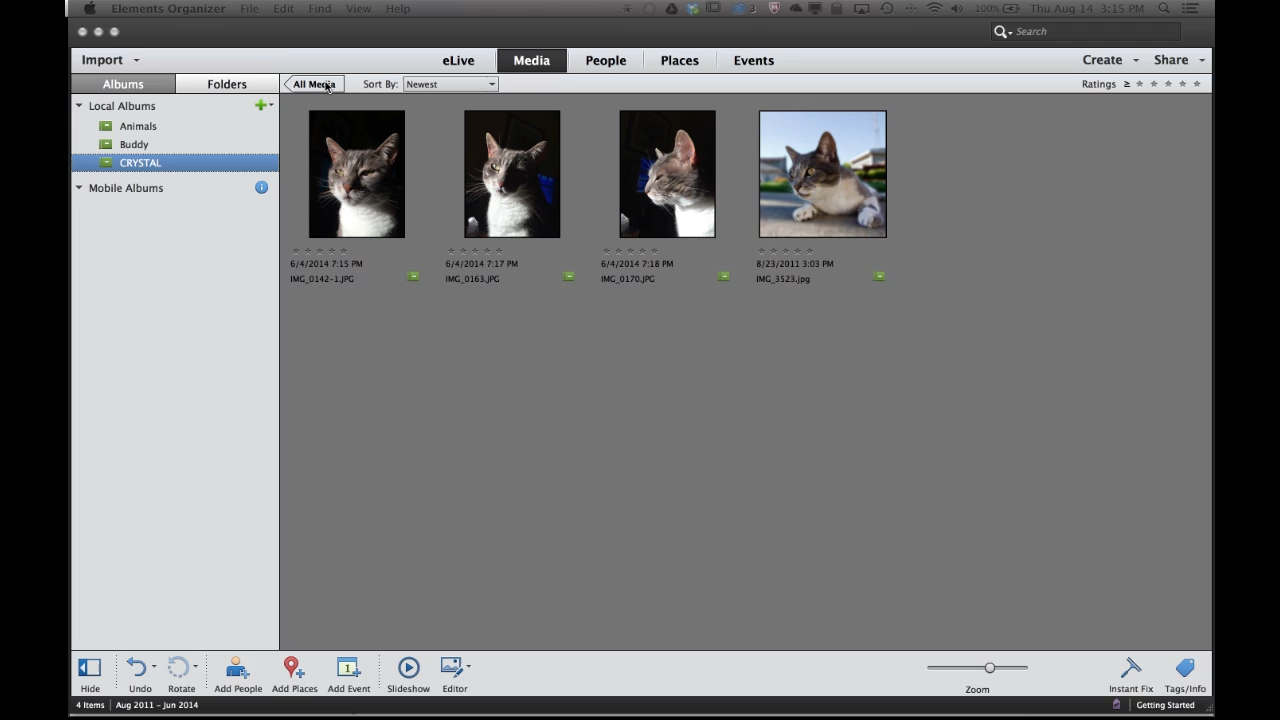 Elements Organizer File Edit Find View Help 3 100% Thu Aug 14 3:15 PM
Search
Import eLive Media People Places Events Create Share
Albums Folders All Media Sort By: Newest Ratings ≥
Local Albums
Animals
Buddy
CRYSTAL
Mobile Albums
6/4/2014 7:15 PM 6/4/2014 7:17 PM 6/4/2014 7:18 PM 8/23/2011 3:03 PM
IMG_0142-1.JPG IMG_0163.JPG IMG_0170.JPG IMG_3523.jpg
1
Hide Undo Rotate Add People Add Places Add Event Slideshow Editor Zoom Instant Fix Tags/Info
4 Items Aug 2011 - Jun 2014 Getting Started